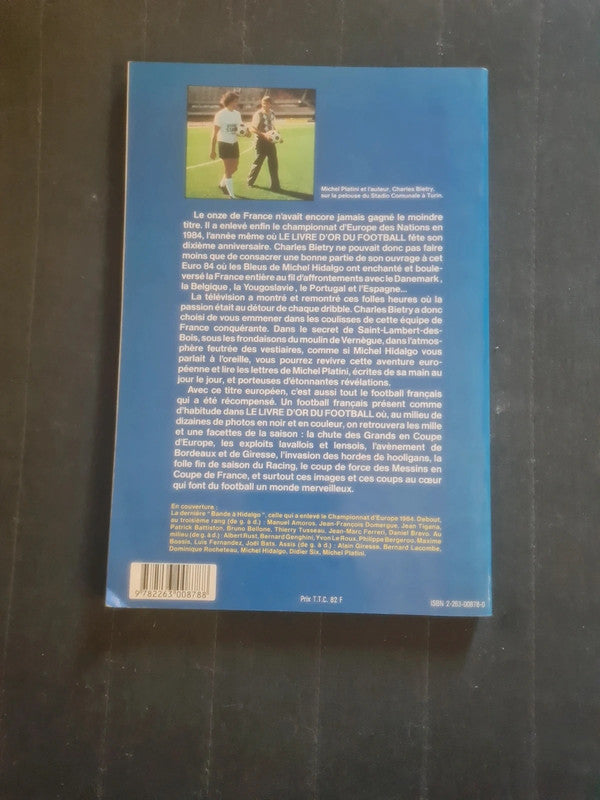 Michel Platini et l'auteur, Charles Bietry,
sur la pelouse du Stadio Comunale à Turin.
Le onze de France n'avait encore jamais gagné le moindre
titre. Il a enlevé enfin le championnat d'Europe des Nations en
1984, l'année même où LE LIVRE D'OR DU FOOTBALL fête son
dixième anniversaire. Charles Bietry ne pouvait donc pas faire
moins que de consacrer une bonne partie de son ouvrage à cet
Euro 84 où les Bleus de Michel Hidalgo ont enchanté et boule-
versé la France entière au fil d'affrontements avec le Danemark,
la Belgique, la Yougoslavie, le Portugal et l'Espagne...
La télévision a montré et remontré ces folles heures où la
passion était au détour de chaque dribble. Charles Bietry a donc
choisi de vous emmener dans les coulisses de cette équipe de
France conquérante. Dans le secret de Saint-Lambert-des-
Bois, sous les frondaisons du moulin de Vernègue, dans l'atmos-
phère feutrée des vestiaires, comme si Michel Hidalgo vous
parlait à l'oreille, vous pourrez revivre cette aventure euro-
péenne et lire les lettres de Michel Platini, écrites de sa main au
jour le jour, et porteuses d'étonnantes révélations.
Avec ce titre européen, c'est aussi tout le football français
qui a été récompensé. Un football français présent comme
d'habitude dans LE LIVRE D'OR DU FOOTBALL où, au milieu de
dizaines de photos en noir et en couleur, on retrouvera les mille
et une facettes de la saison : la chute des Grands en Coupe
d'Europe, les exploits lavallois et lensois, l'avènement de
Bordeaux et de Giresse, l'invasion des hordes de hooligans, la
folle fin de saison du Racing, le coup de force des Messins en
Coupe de France, et surtout ces images et ces coups au cœur
qui font du football un monde merveilleux.
En couverture :
La dernière "Bande à Hidalgo", celle qui a enlevé le Championnat d'Europe 1984. Debout,
au troisième rang (de g. à d.) : Manuel Amoros, Jean-François Domergue, Jean Tigana,
Patrick Battiston, Bruno Bellone, Thierry Tusseau, Jean-Marc Ferreri, Daniel Bravo. Au
milieu (de g. à d.) : Albert Rust, Bernard Genghini, Yvon Le Roux, Philippe Bergeroo, Maxime
Bossis, Luis Fernandez, Joël Bats. Assis (de g. à d.) : Alain Giresse, Bernard Lacombe,
Dominique Rocheteau, Michel Hidalgo, Didier Six, Michel Platini.
9 782263 008788
Prix T.T.C. 82 F
ISBN 2-263-00878-0